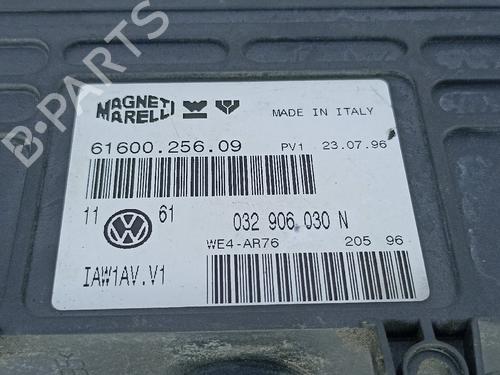 MAGNETI
MARELLI
MADE IN ITALY
61600.256.09 PV1 23.07.96
11 61
032 906 030 N
WE4-AR76 205 96
IAW1AV.V1
B-PARTS